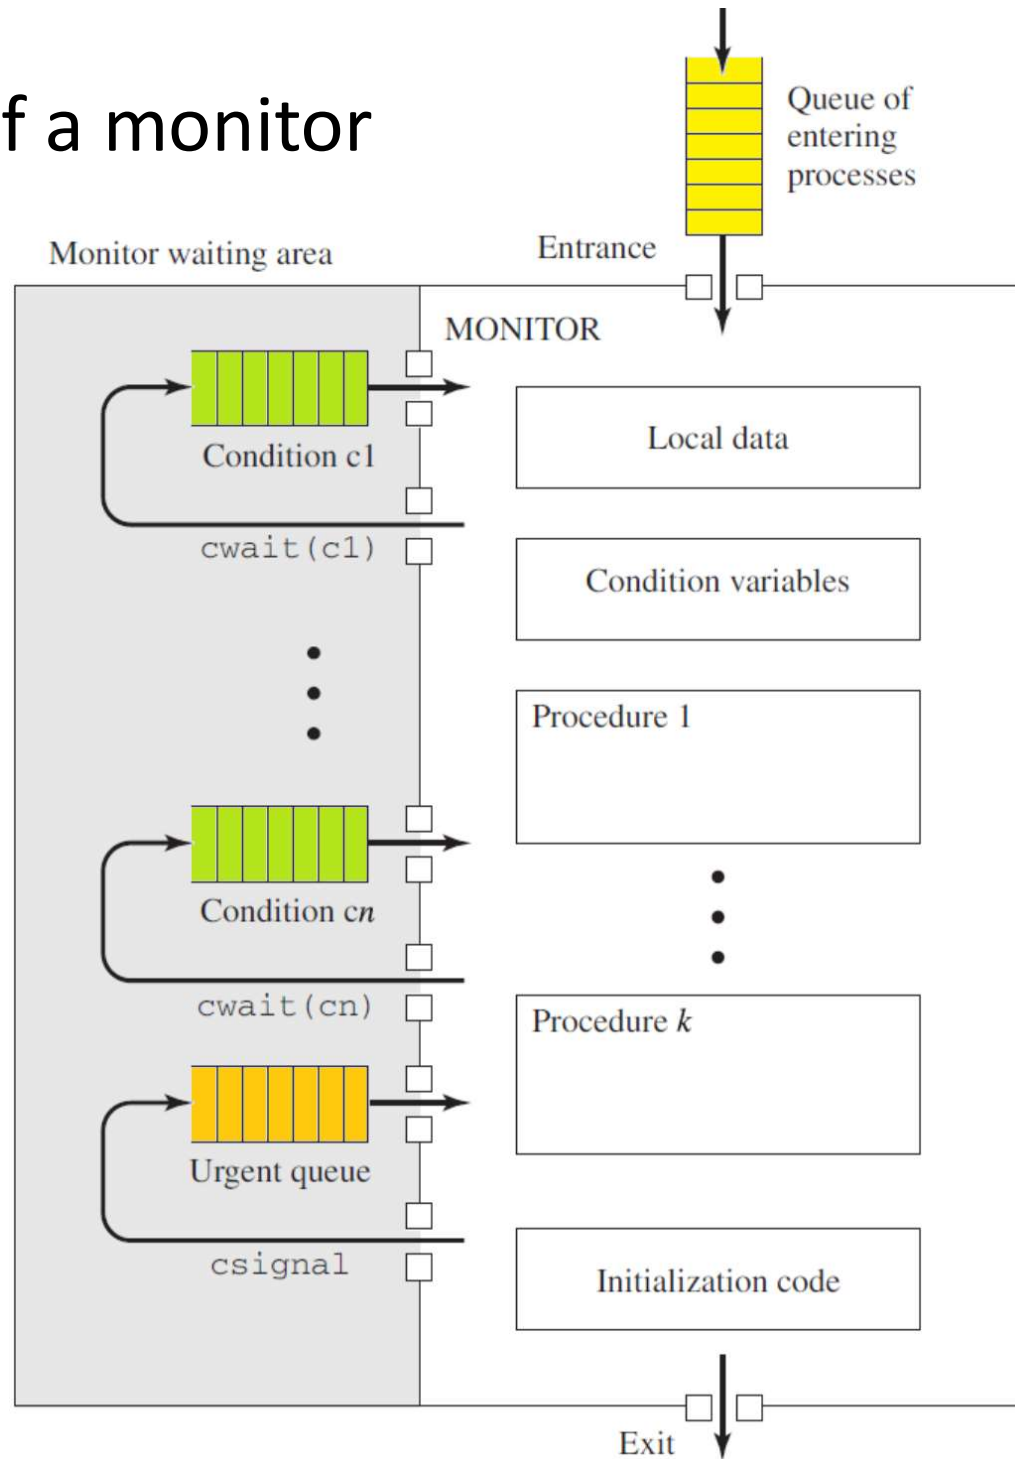 f a monitor
Queue of
entering
processes
Entrance
Monitor waiting area
MONITOR
Condition c1
cwait(c1)
Local data
Condition variables
Procedure 1
Condition cn
cwait(cn)
Procedure k
Urgent queue
csignal
Initialization code
Exit